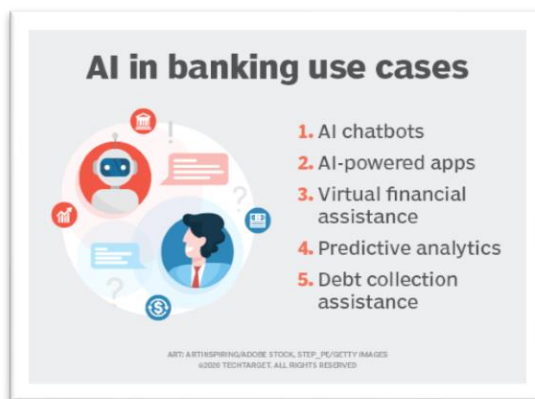 AI in banking use cases
1. AI chatbots
2. AI-powered apps
3. Virtual financial
assistance
4. Predictive analytics
5. Debt collection
assistance
ART: ARTINSPIRING/ADOBE STOCK, STEP_PE/GETTY IMAGES
©2020 TECHTARGET. ALL RIGHTS RESERVED